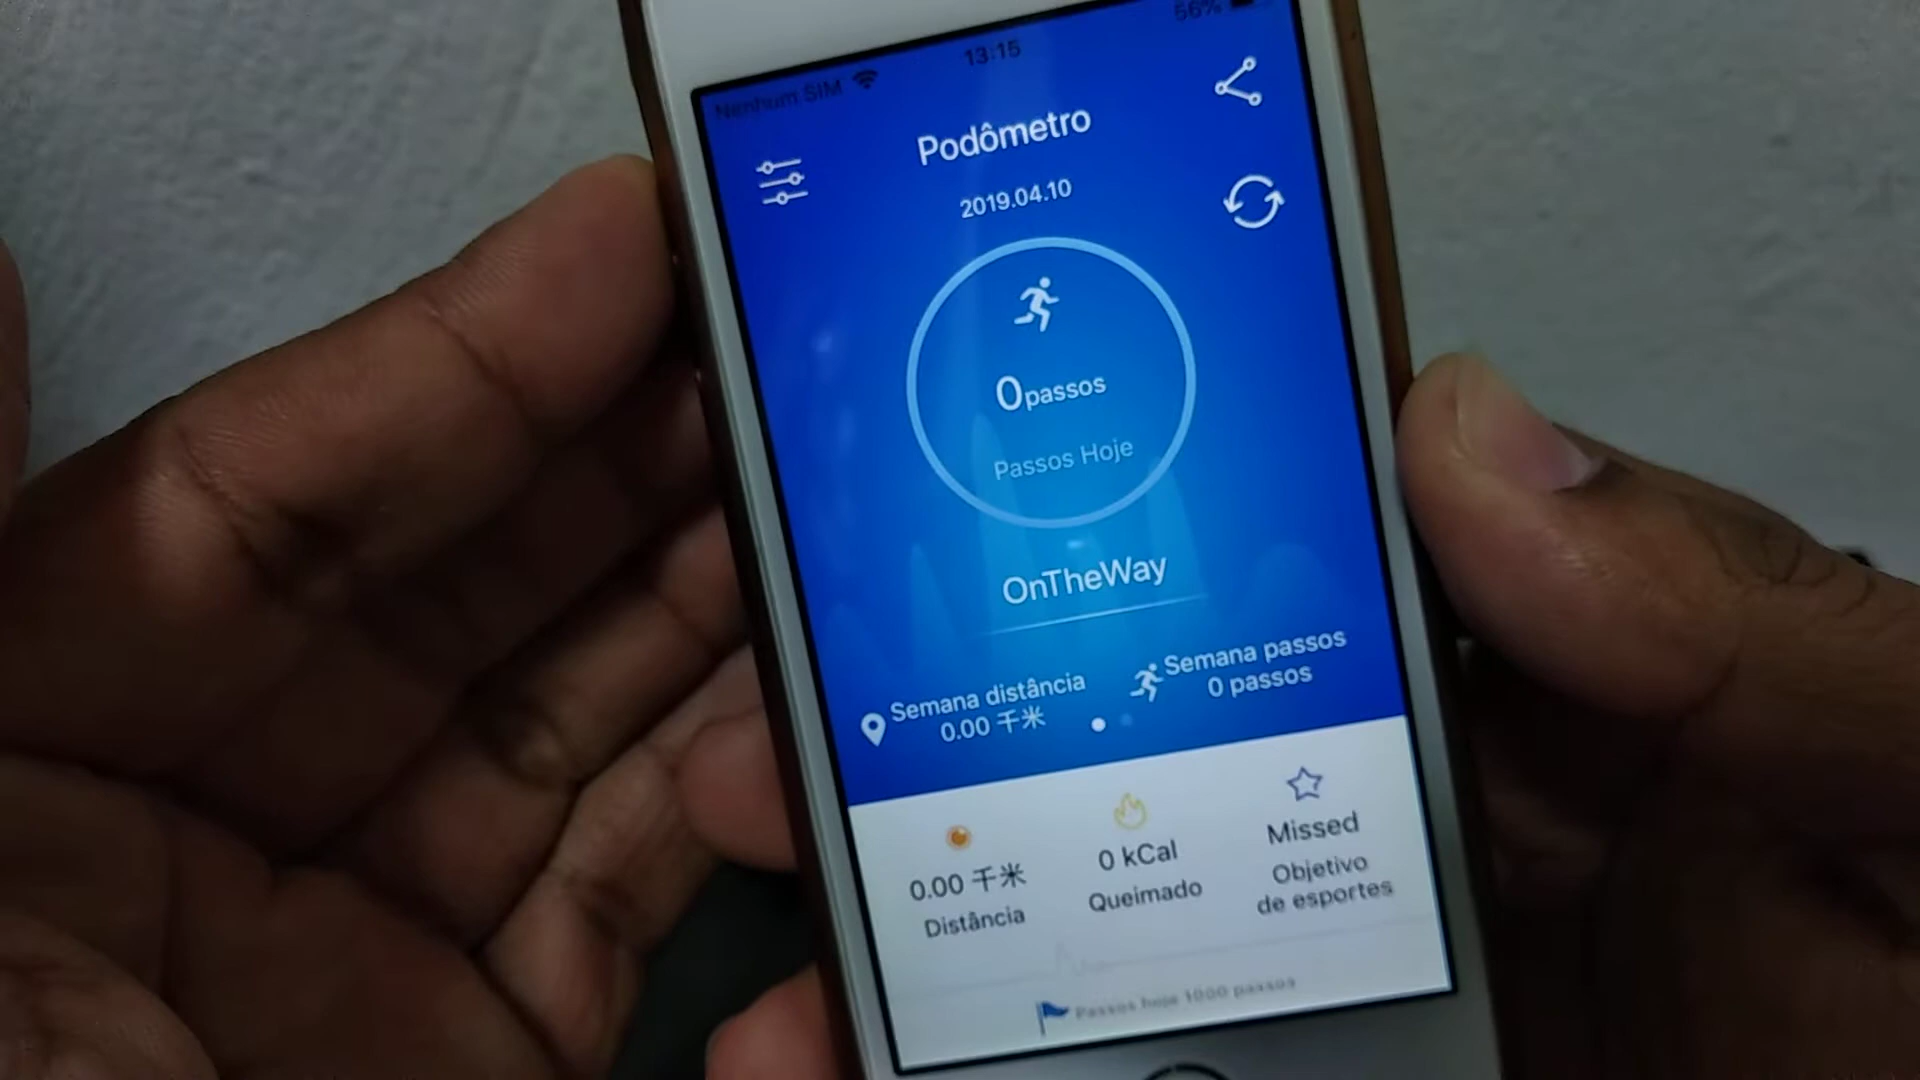 56%
13:15
Nenhum SIM
Podômetro
2019.04.10
0passos
Passos Hoje
OnTheWay
Semana distância
0.00 千米
Semana passos
0 passos
0.00 千米
Distância
0 kCal
Queimado
Missed
Objetivo
de esportes
Passos hoje 1000 passos